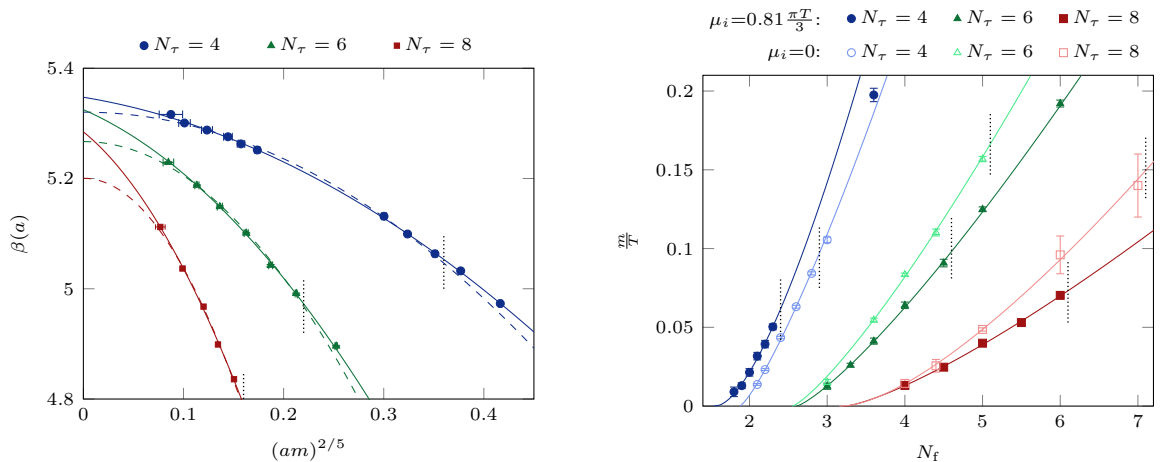 N_τ = 4 N_τ = 6 N_τ = 8
5.4
5.2
5
4.8
β(a)
0 0.1 0.2 0.3 0.4
(am)^{2/5}
μ_i=0.81 πT/3: N_τ = 4 N_τ = 6 N_τ = 8
μ_i=0: N_τ = 4 N_τ = 6 N_τ = 8
0.2
0.15
0.1
0.05
0
m/T
2 3 4 5 6 7
N_f